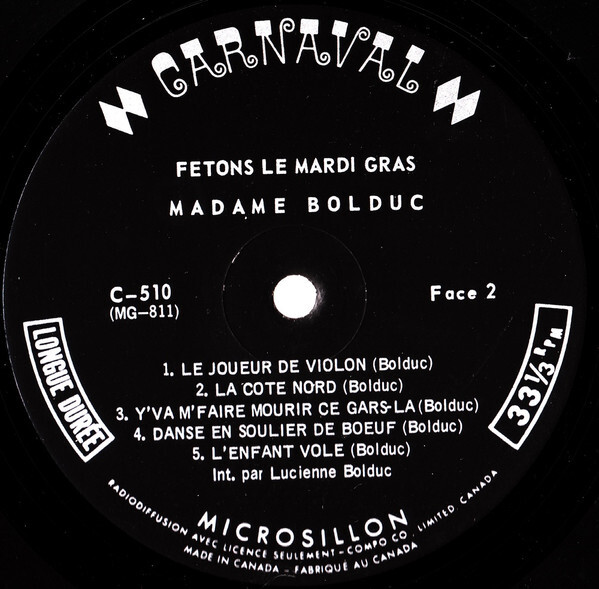 CARNAVAL
FETONS LE MARDI GRAS
MADAME BOLDUC
C-510
(MG-811)
Face 2
LONGUE DURÉE
33 1/3 RPM
1. LE JOUEUR DE VIOLON (Bolduc)
2. LA COTE NORD (Bolduc)
3. Y'VA M'FAIRE MOURIR CE GARS-LA (Bolduc)
4. DANSE EN SOULIER DE BOEUF (Bolduc)
5. L'ENFANT VOLE (Bolduc)
Int. par Lucienne Bolduc
MICROSILLON
RADIODIFFUSION AVEC LICENCE SEULEMENT - COMPO CO. LIMITED. CANADA
MADE IN CANADA - FABRIQUÉ AU CANADA